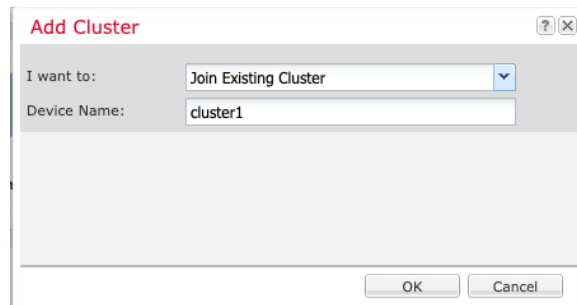 Add Cluster
?
I want to: Join Existing Cluster
Device Name: cluster1
OK Cancel